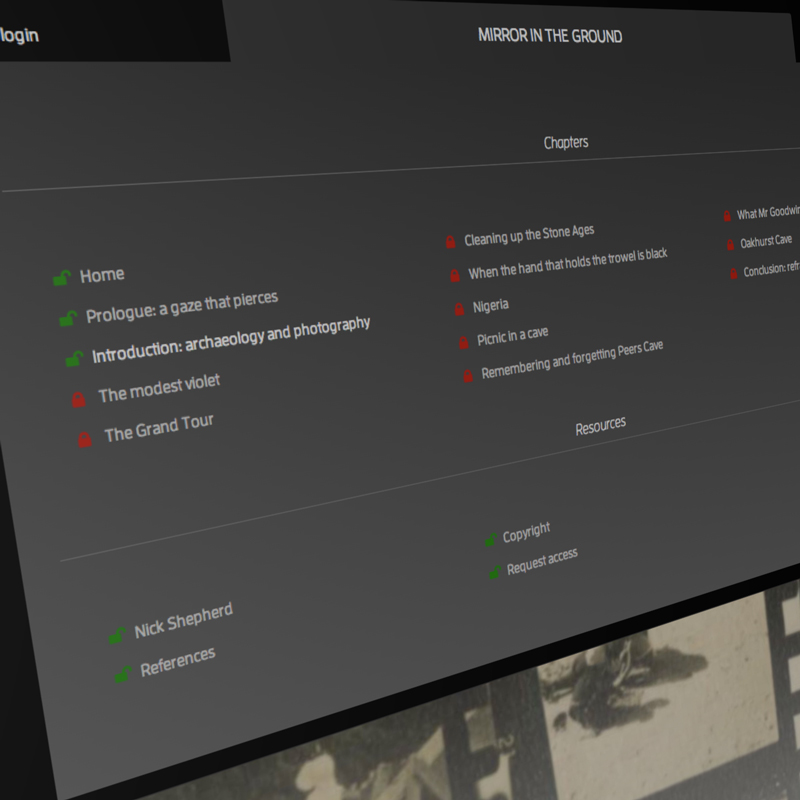 login
MIRROR IN THE GROUND
Chapters
Home
Prologue: a gaze that pierces
Introduction: archaeology and photography
The modest violet
The Grand Tour
Cleaning up the Stone Ages
When the hand that holds the trowel is black
Nigeria
Picnic in a cave
Remembering and forgetting Peers Cave
What Mr Goodwin
Oakhurst Cave
Conclusion:
Resources
Nick Shepherd
References
Copyright
Request access